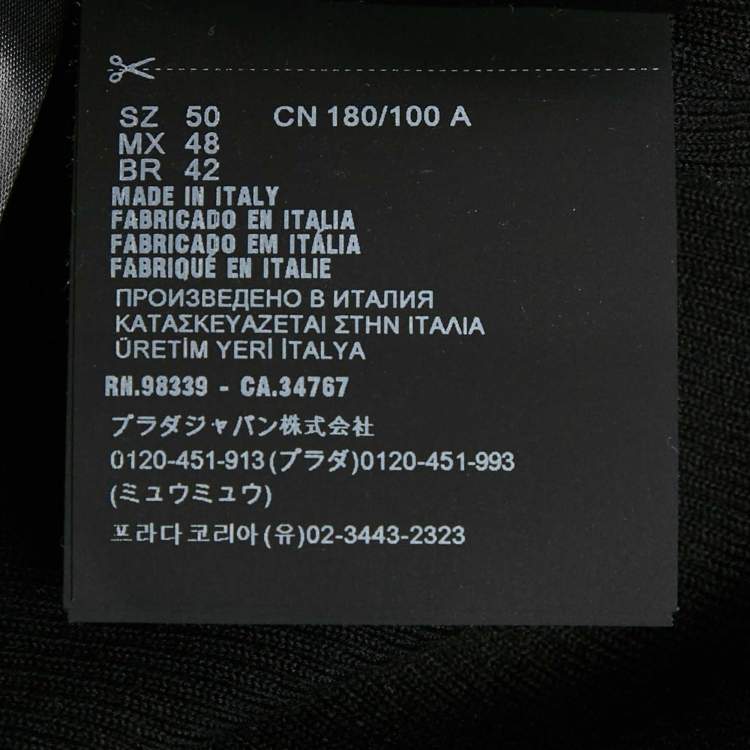 SZ 50 CN 180/100 A
MX 48
BR 42
MADE IN ITALY
FABRICADO EN ITALIA
FABRICADO EM ITÁLIA
FABRIQUÉ EN ITALIE
ПРОИЗВЕДЕНО В ИТАЛИЯ
ΚΑΤΑΣΚΕΥΑΖΕΤΑΙ ΣΤΗΝ ΙΤΑΛΙΑ
ÜRETİM YERİ İTALYA
RN.98339 - CA.34767
プラダジャパン株式会社
0120-451-913(プラダ)0120-451-993
(ミュウミュウ)
프라다코리아(유)02-3443-2323